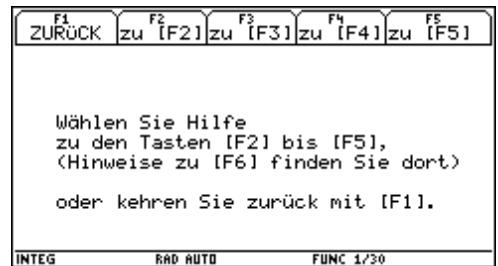 F1 F2 F3 F4 F5
ZURÜCK zu [F2] zu [F3] zu [F4] zu [F5]
Wählen Sie Hilfe
zu den Tasten [F2] bis [F5],
(Hinweise zu [F6] finden Sie dort)
oder kehren Sie zurück mit [F1].
INTEG RAD AUTO FUNC 1/30